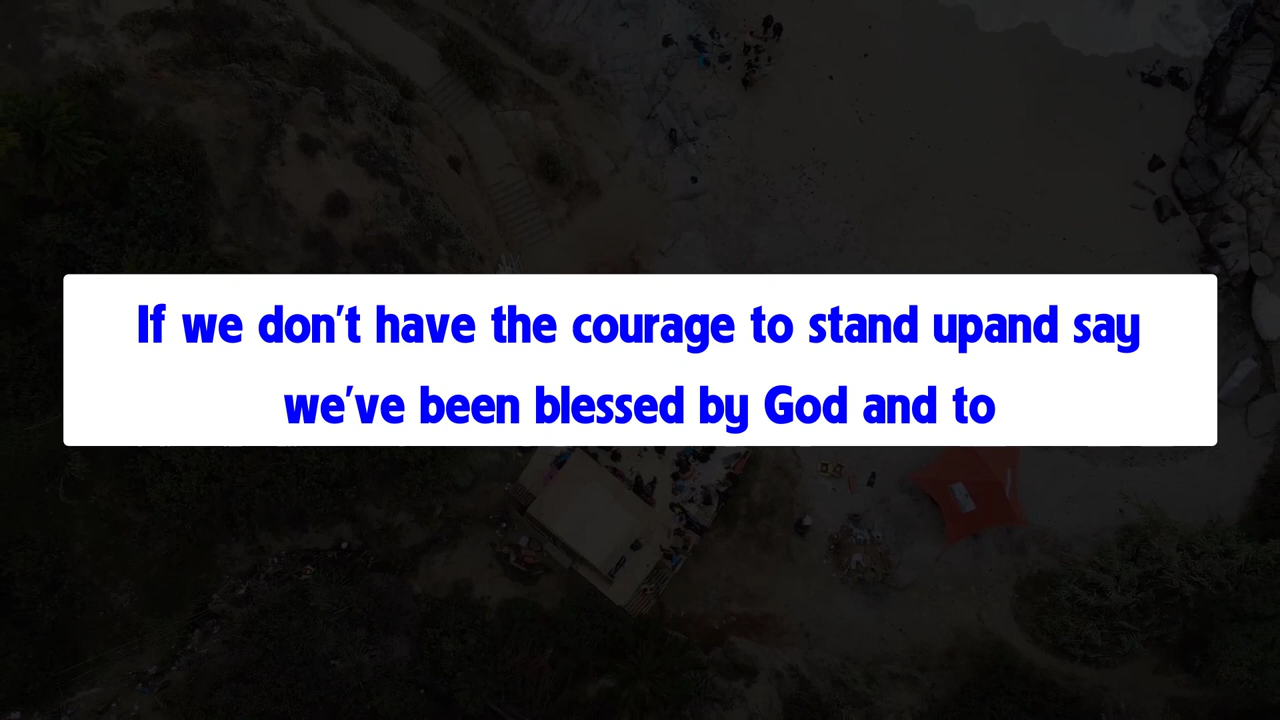 If we don't have the courage to stand upand say
we've been blessed by God and to